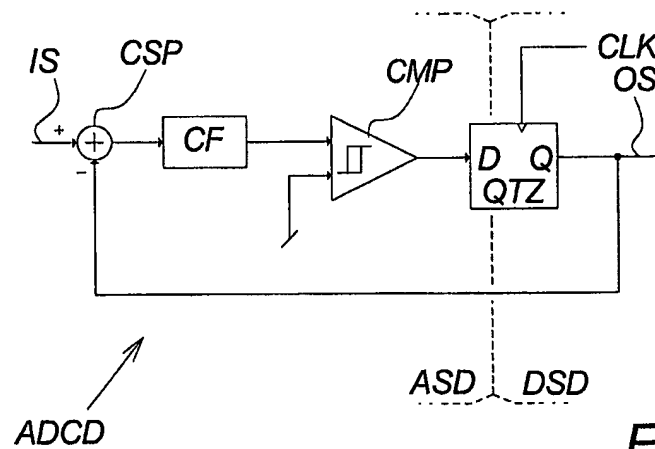 IS
CSP
CMP
CLK
OS
+
+
CF
-
D Q
QTZ
ASD
DSD
ADCD
F